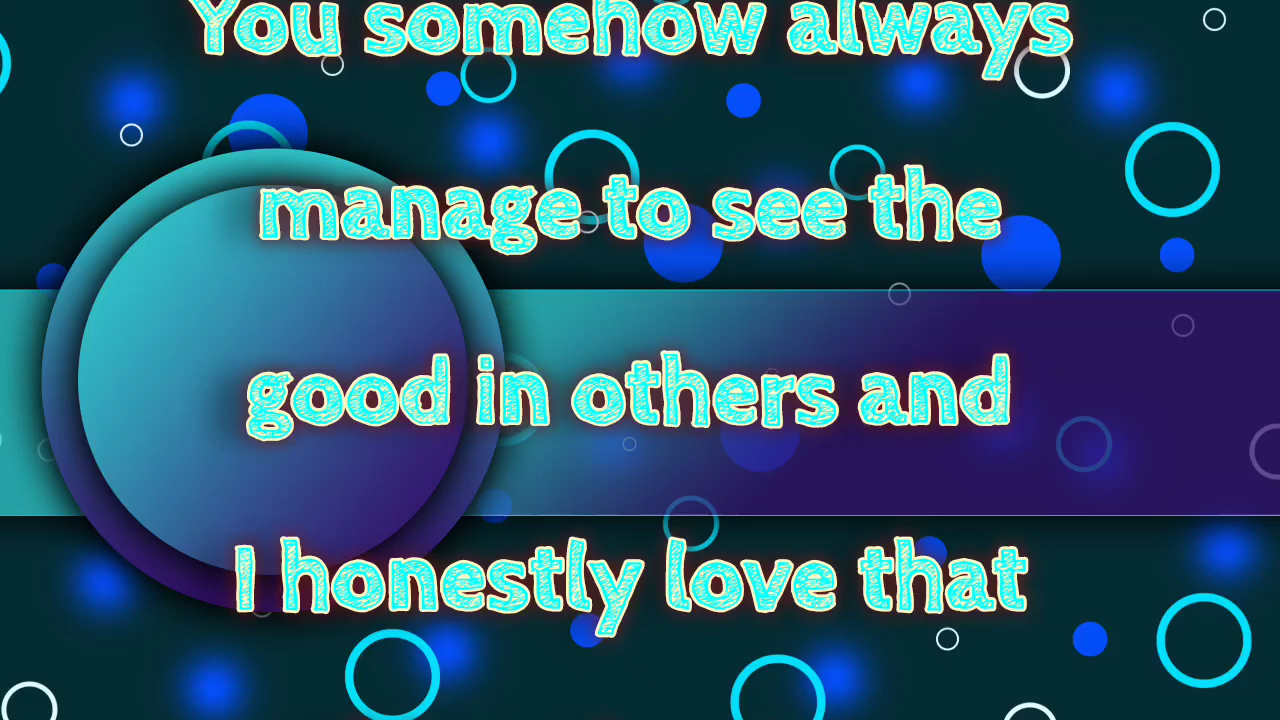 You somehow always
manage to see the
good in others and
I honestly love that